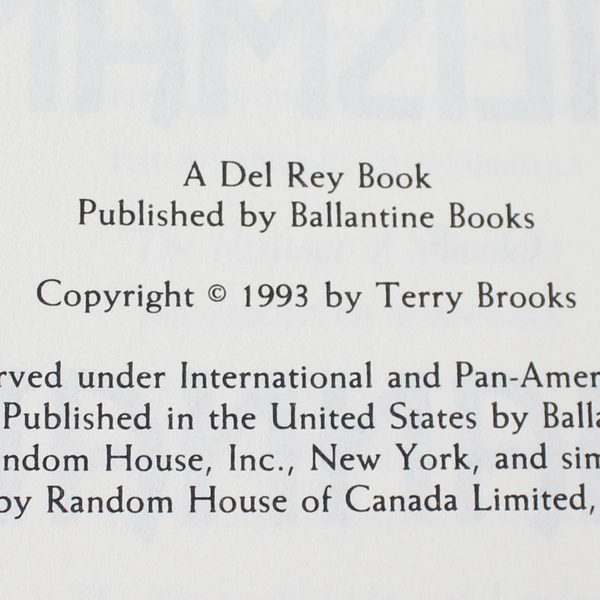 A Del Rey Book
Published by Ballantine Books
Copyright © 1993 by Terry Brooks
rved under International and Pan-Amer
Published in the United States by Balla
ndom House, Inc., New York, and sim
by Random House of Canada Limited,